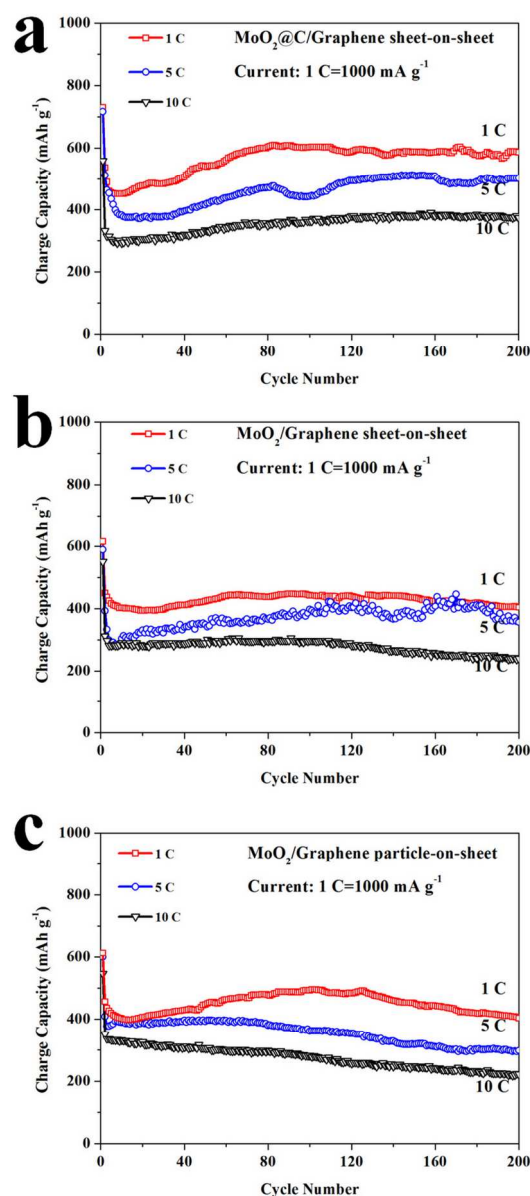 a
1000
800
600
400
200
0
Charge Capacity (mAh g⁻¹)
1 C
5 C
10 C
MoO₂@C/Graphene sheet-on-sheet
Current: 1 C=1000 mA g⁻¹
1 C
5 C
10 C
0 40 80 120 160 200
Cycle Number
b
1000
800
600
400
200
0
Charge Capacity (mAh g⁻¹)
1 C
5 C
10 C
MoO₂/Graphene sheet-on-sheet
Current: 1 C=1000 mA g⁻¹
1 C
5 C
10 C
0 40 80 120 160 200
Cycle Number
c
1000
800
600
400
200
0
Charge Capacity (mAh g⁻¹)
1 C
5 C
10 C
MoO₂/Graphene particle-on-sheet
Current: 1 C=1000 mA g⁻¹
1 C
5 C
10 C
0 40 80 120 160 200
Cycle Number